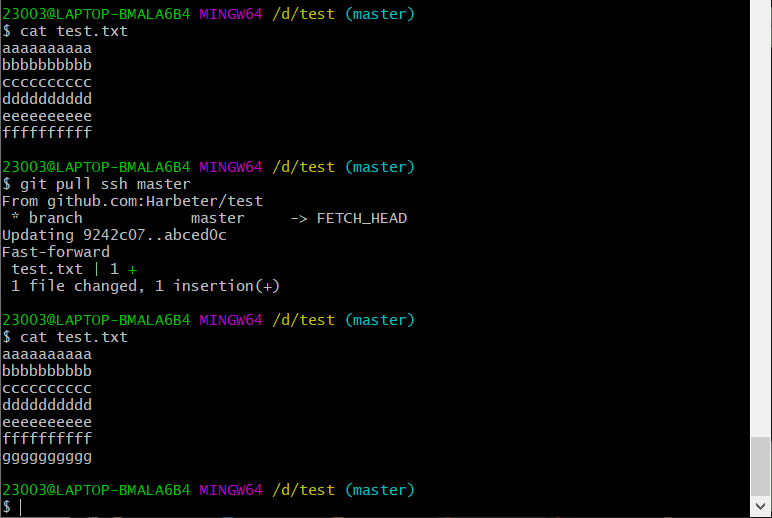 23003@LAPTOP-BMALA6B4 MINGW64 /d/test (master)
$ cat test.txt
aaaaaaaaaa
bbbbbbbbbb
cccccccccc
dddddddddd
eeeeeeeeee
ffffffffff
23003@LAPTOP-BMALA6B4 MINGW64 /d/test (master)
$ git pull ssh master
From github.com:Harbeter/test
 * branch            master     -> FETCH_HEAD
Updating 9242c07..abced0c
Fast-forward
 test.txt | 1 +
 1 file changed, 1 insertion(+)
23003@LAPTOP-BMALA6B4 MINGW64 /d/test (master)
$ cat test.txt
aaaaaaaaaa
bbbbbbbbbb
cccccccccc
dddddddddd
eeeeeeeeee
ffffffffff
gggggggggg
23003@LAPTOP-BMALA6B4 MINGW64 /d/test (master)
$